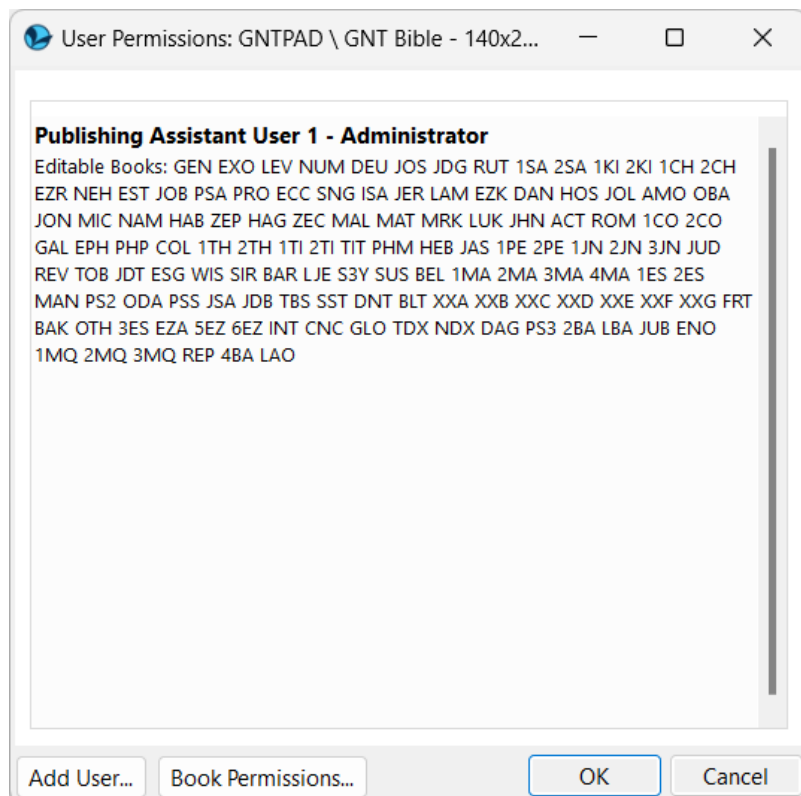 User Permissions: GNTPAD \ GNT Bible - 140x2...
Publishing Assistant User 1 - Administrator
Editable Books: GEN EXO LEV NUM DEU JOS JDG RUT 1SA 2SA 1KI 2KI 1CH 2CH
EZR NEH EST JOB PSA PRO ECC SNG ISA JER LAM EZK DAN HOS JOL AMO OBA
JON MIC NAM HAB ZEP HAG ZEC MAL MAT MRK LUK JHN ACT ROM 1CO 2CO
GAL EPH PHP COL 1TH 2TH 1TI 2TI TIT PHM HEB JAS 1PE 2PE 1JN 2JN 3JN JUD
REV TOB JDT ESG WIS SIR BAR LJE S3Y SUS BEL 1MA 2MA 3MA 4MA 1ES 2ES
MAN PS2 ODA PSS JSA JDB TBS SST DNT BLT XXA XXB XXC XXD XXE XXF XXG FRT
BAK OTH 3ES EZA 5EZ 6EZ INT CNC GLO TDX NDX DAG PS3 2BA LBA JUB ENO
1MQ 2MQ 3MQ REP 4BA LAO
Add User... Book Permissions... OK Cancel